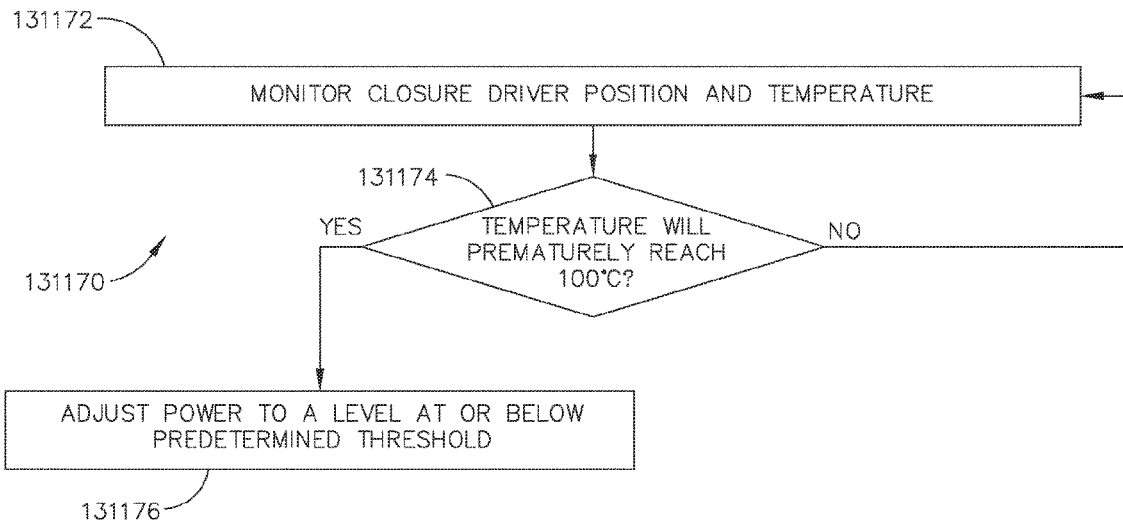 131172
MONITOR CLOSURE DRIVER POSITION AND TEMPERATURE
131174
YES
TEMPERATURE WILL
PREMATURELY REACH
100°C?
NO
131170
ADJUST POWER TO A LEVEL AT OR BELOW
PREDETERMINED THRESHOLD
131176